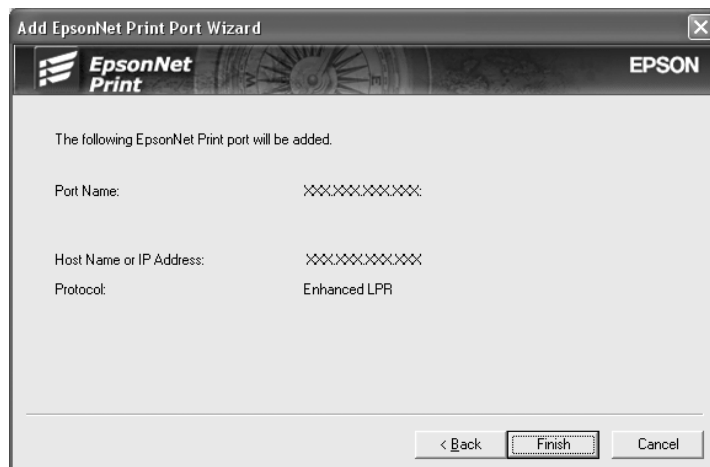 Add EpsonNet Print Port Wizard
EpsonNet
Print
EPSON
The following EpsonNet Print port will be added.
Port Name: XXX.XXX.XXX.XXX:
Host Name or IP Address: XXX.XXX.XXX.XXX
Protocol: Enhanced LPR
< Back Finish Cancel